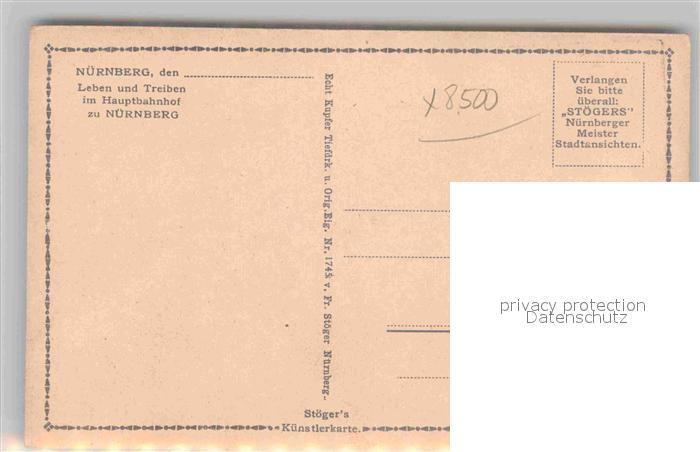 NÜRNBERG, den
Leben und Treiben
im Hauptbahnhof
zu NÜRNBERG
Echt Kupfer Tiefdrk. u. Orig.Eig. Nr. 1745 v. Fr. Stöger Nürnberg-
x8500
Verlangen
Sie bitte
überall:
„STÖGERS”
Nürnberger
Meister
Stadtansichten.
privacy protection
Datenschutz
Stöger's
Künstlerkarte.